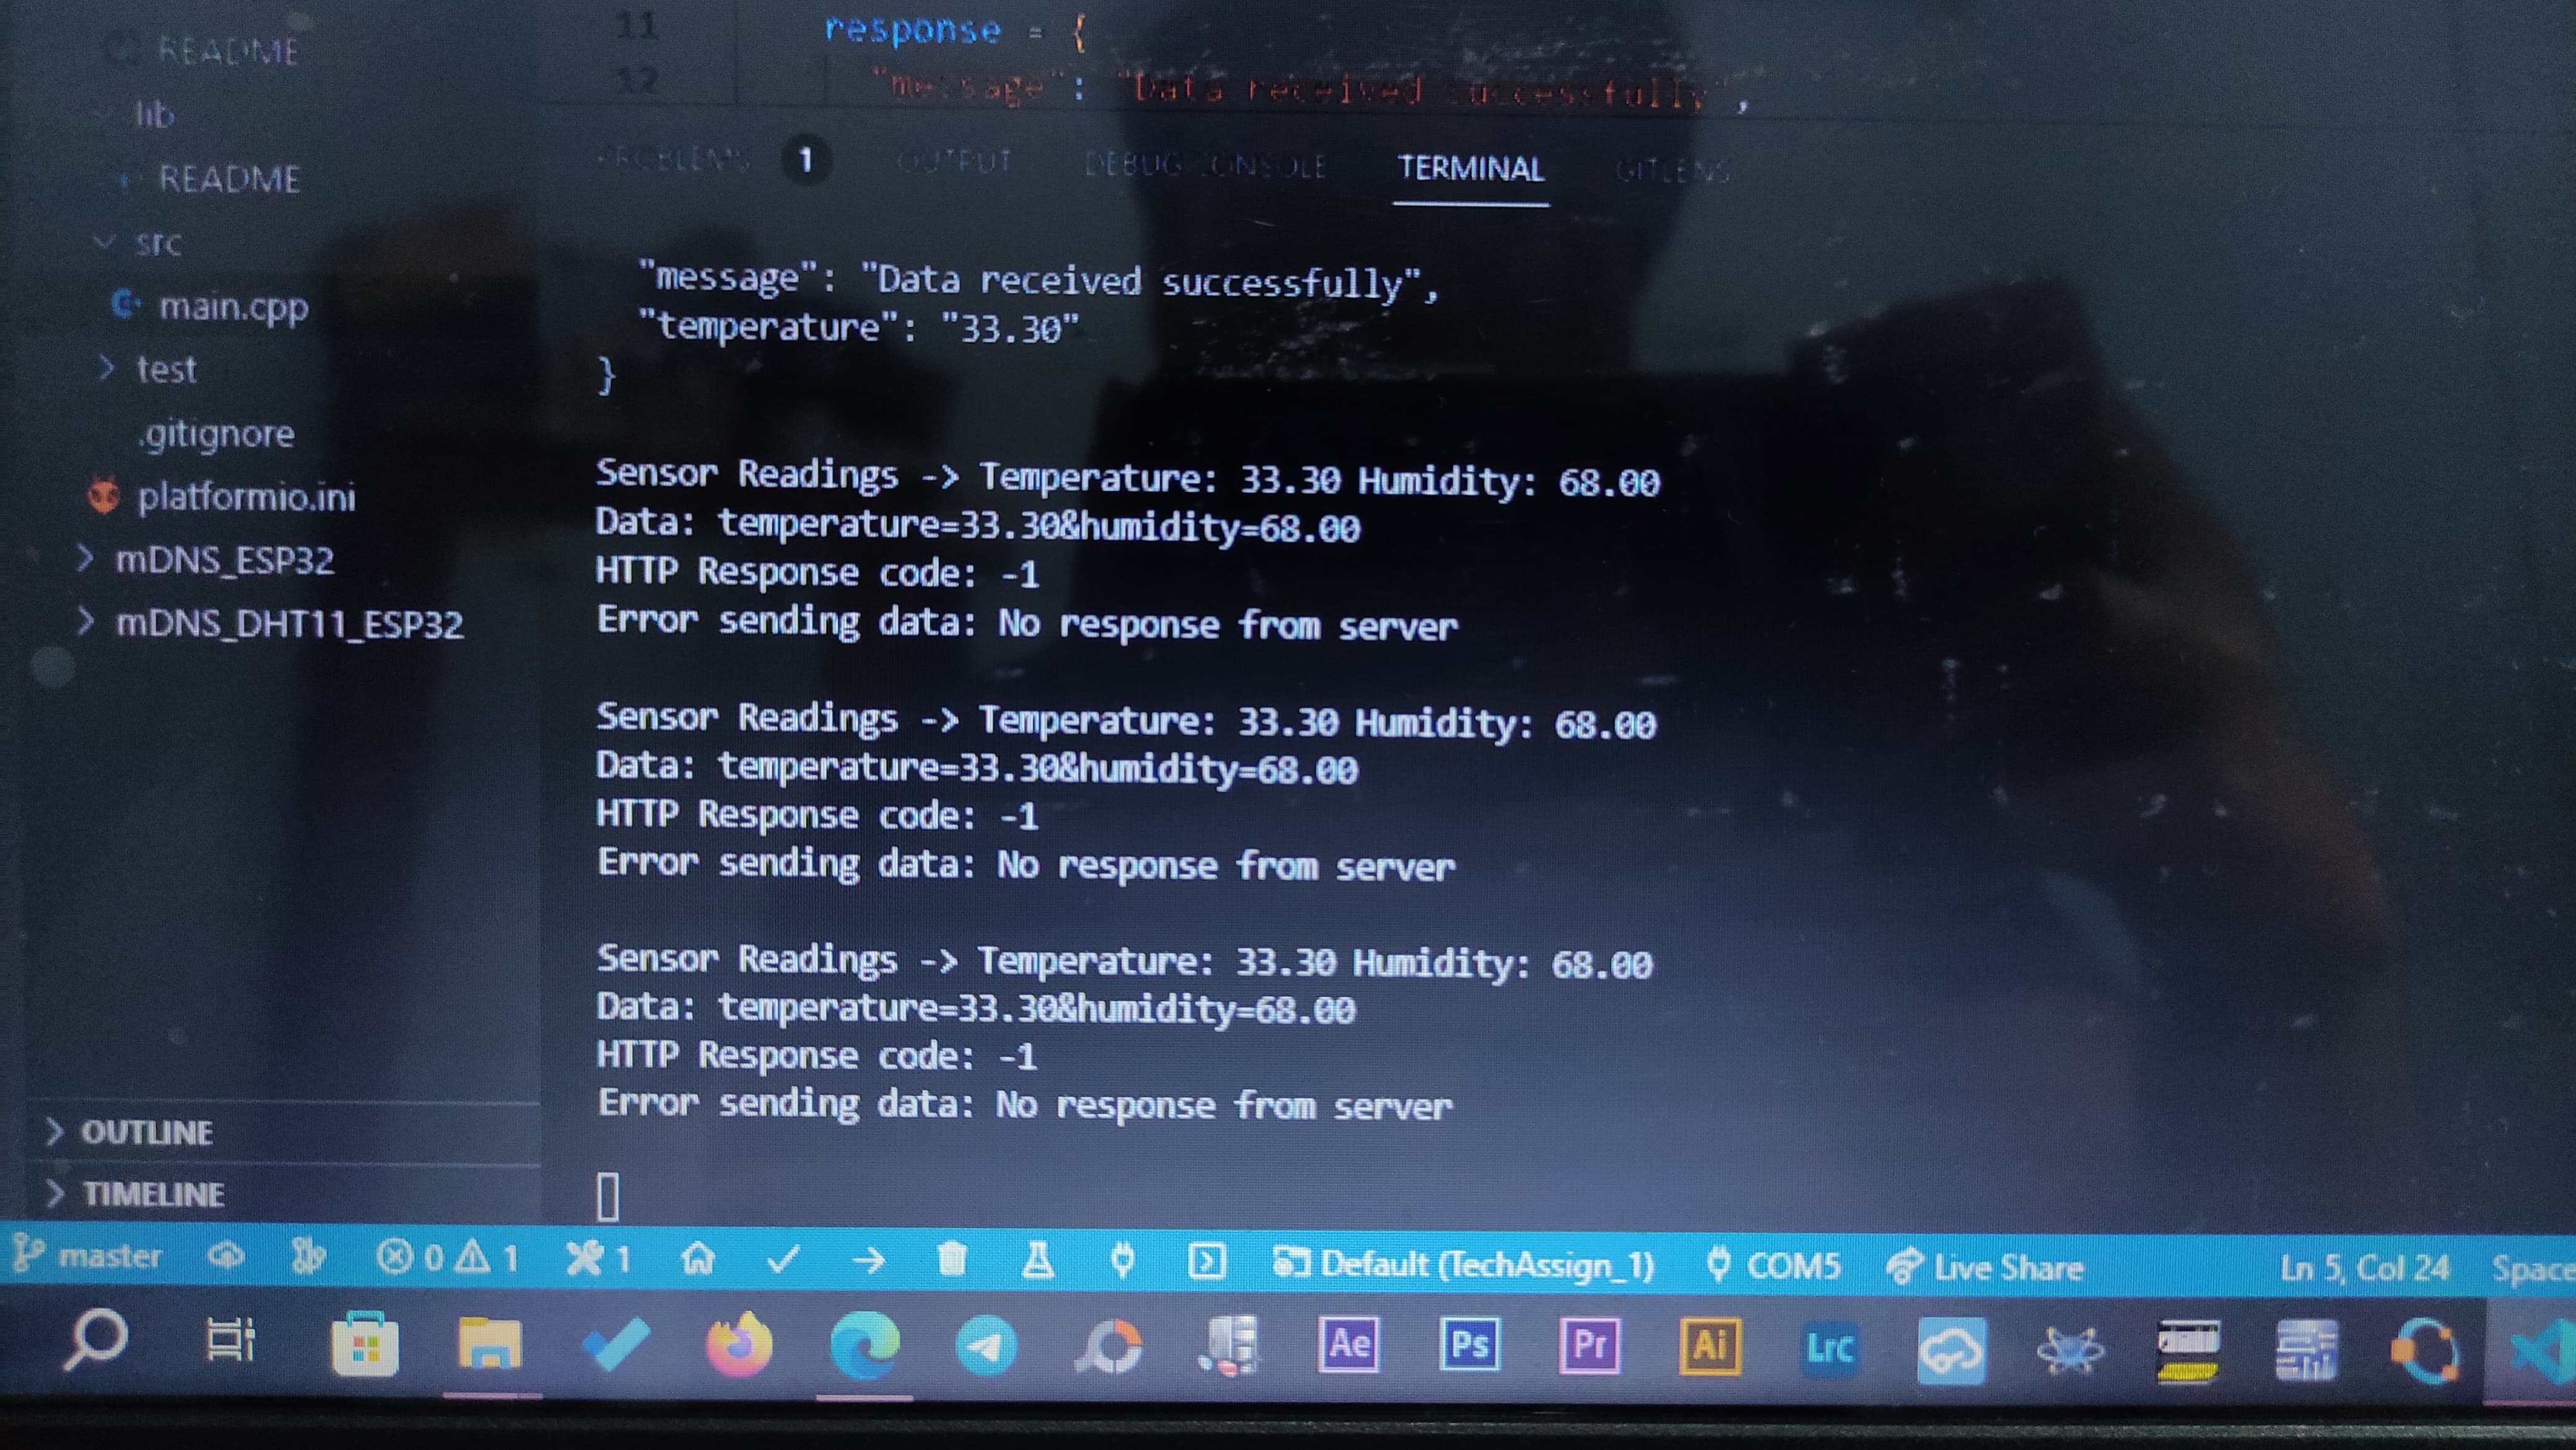 README
lib
README
src
main.cpp
test
.gitignore
platformio.ini
mDNS_ESP32
mDNS_DHT11_ESP32
OUTLINE
TIMELINE
11 response = {
12 "message": "Data received successfully",
PROBLEMS 1 OUTPUT DEBUG CONSOLE TERMINAL GITLENS
"message": "Data received successfully",
"temperature": "33.30"
}
Sensor Readings -> Temperature: 33.30 Humidity: 68.00
Data: temperature=33.30&humidity=68.00
HTTP Response code: -1
Error sending data: No response from server
Sensor Readings -> Temperature: 33.30 Humidity: 68.00
Data: temperature=33.30&humidity=68.00
HTTP Response code: -1
Error sending data: No response from server
Sensor Readings -> Temperature: 33.30 Humidity: 68.00
Data: temperature=33.30&humidity=68.00
HTTP Response code: -1
Error sending data: No response from server
master 0 1 1 Default (TechAssign_1) COM5 Live Share Ln 5, Col 24 Space
Ae Ps Pr Ai Lrc